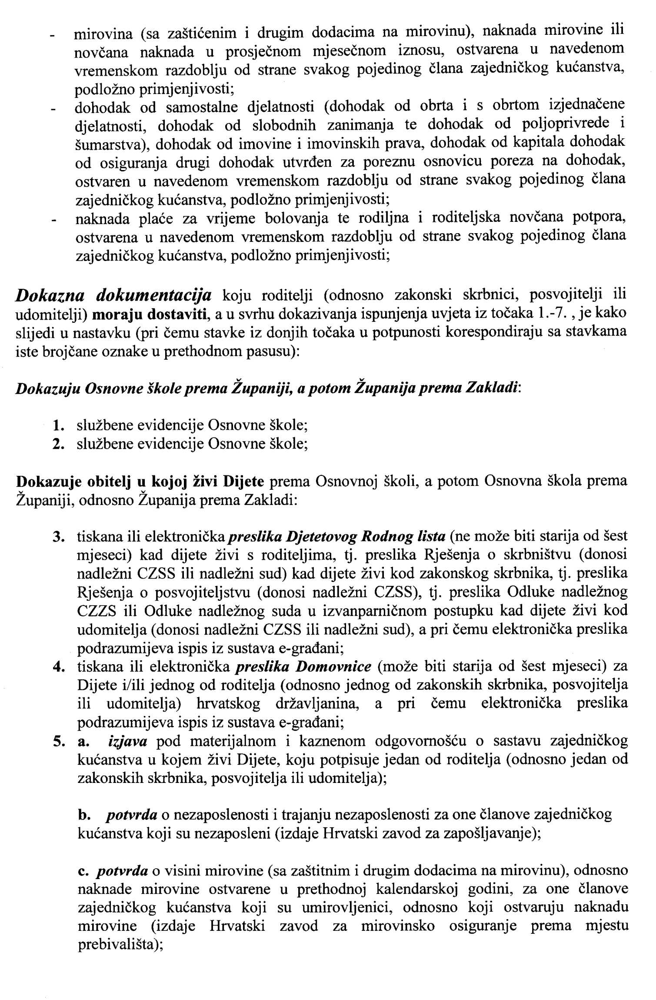 - mirovina (sa zaštićenim i drugim dodacima na mirovinu), naknada mirovine ili
novčana naknada u prosječnom mjesečnom iznosu, ostvarena u navedenom
vremenskom razdoblju od strane svakog pojedinog člana zajedničkog kućanstva,
podložno primjenjivosti;
- dohodak od samostalne djelatnosti (dohodak od obrta i s obrtom izjednačene
djelatnosti, dohodak od slobodnih zanimanja te dohodak od poljoprivrede i
šumarstva), dohodak od imovine i imovinskih prava, dohodak od kapitala dohodak
od osiguranja drugi dohodak utvrđen za poreznu osnovicu poreza na dohodak,
ostvaren u navedenom vremenskom razdoblju od strane svakog pojedinog člana
zajedničkog kućanstva, podložno primjenjivosti;
- naknada plaće za vrijeme bolovanja te rodiljna i roditeljska novčana potpora,
ostvarena u navedenom vremenskom razdoblju od strane svakog pojedinog člana
zajedničkog kućanstva, podložno primjenjivosti;
Dokazna dokumentacija koju roditelji (odnosno zakonski skrbnici, posvojitelji ili
udomitelji) moraju dostaviti, a u svrhu dokazivanja ispunjenja uvjeta iz točaka 1.-7. , je kako
slijedi u nastavku (pri čemu stavke iz donjih točaka u potpunosti korespondiraju sa stavkama
iste brojčane oznake u prethodnom pasusu):
Dokazuju Osnovne škole prema Županiji, a potom Županija prema Zakladi:
1. službene evidencije Osnovne škole;
2. službene evidencije Osnovne škole;
Dokazuje obitelj u kojoj živi Dijete prema Osnovnoj školi, a potom Osnovna škola prema
Županiji, odnosno Županija prema Zakladi:
3. tiskana ili elektronička preslika Djetetovog Rodnog lista (ne može biti starija od šest
mjeseci) kad dijete živi s roditeljima, tj. preslika Rješenja o skrbništvu (donosi
nadležni CZSS ili nadležni sud) kad dijete živi kod zakonskog skrbnika, tj. preslika
Rješenja o posvojiteljstvu (donosi nadležni CZSS), tj. preslika Odluke nadležnog
CZZS ili Odluke nadležnog suda u izvanparničnom postupku kad dijete živi kod
udomitelja (donosi nadležni CZSS ili nadležni sud), a pri čemu elektronička preslika
podrazumijeva ispis iz sustava e-građani;
4. tiskana ili elektronička preslika Domovnice (može biti starija od šest mjeseci) za
Dijete i/ili jednog od roditelja (odnosno jednog od zakonskih skrbnika, posvojitelja
ili udomitelja) hrvatskog državljanina, a pri čemu elektronička preslika
podrazumijeva ispis iz sustava e-građani;
5. a. izjava pod materijalnom i kaznenom odgovornošću o sastavu zajedničkog
kućanstva u kojem živi Dijete, koju potpisuje jedan od roditelja (odnosno jedan od
zakonskih skrbnika, posvojitelja ili udomitelja);
b. potvrda o nezaposlenosti i trajanju nezaposlenosti za one članove zajedničkog
kućanstva koji su nezaposleni (izdaje Hrvatski zavod za zapošljavanje);
c. potvrda o visini mirovine (sa zaštitnim i drugim dodacima na mirovinu), odnosno
naknade mirovine ostvarene u prethodnoj kalendarskoj godini, za one članove
zajedničkog kućanstva koji su umirovljenici, odnosno koji ostvaruju naknadu
mirovine (izdaje Hrvatski zavod za mirovinsko osiguranje prema mjestu
prebivališta);